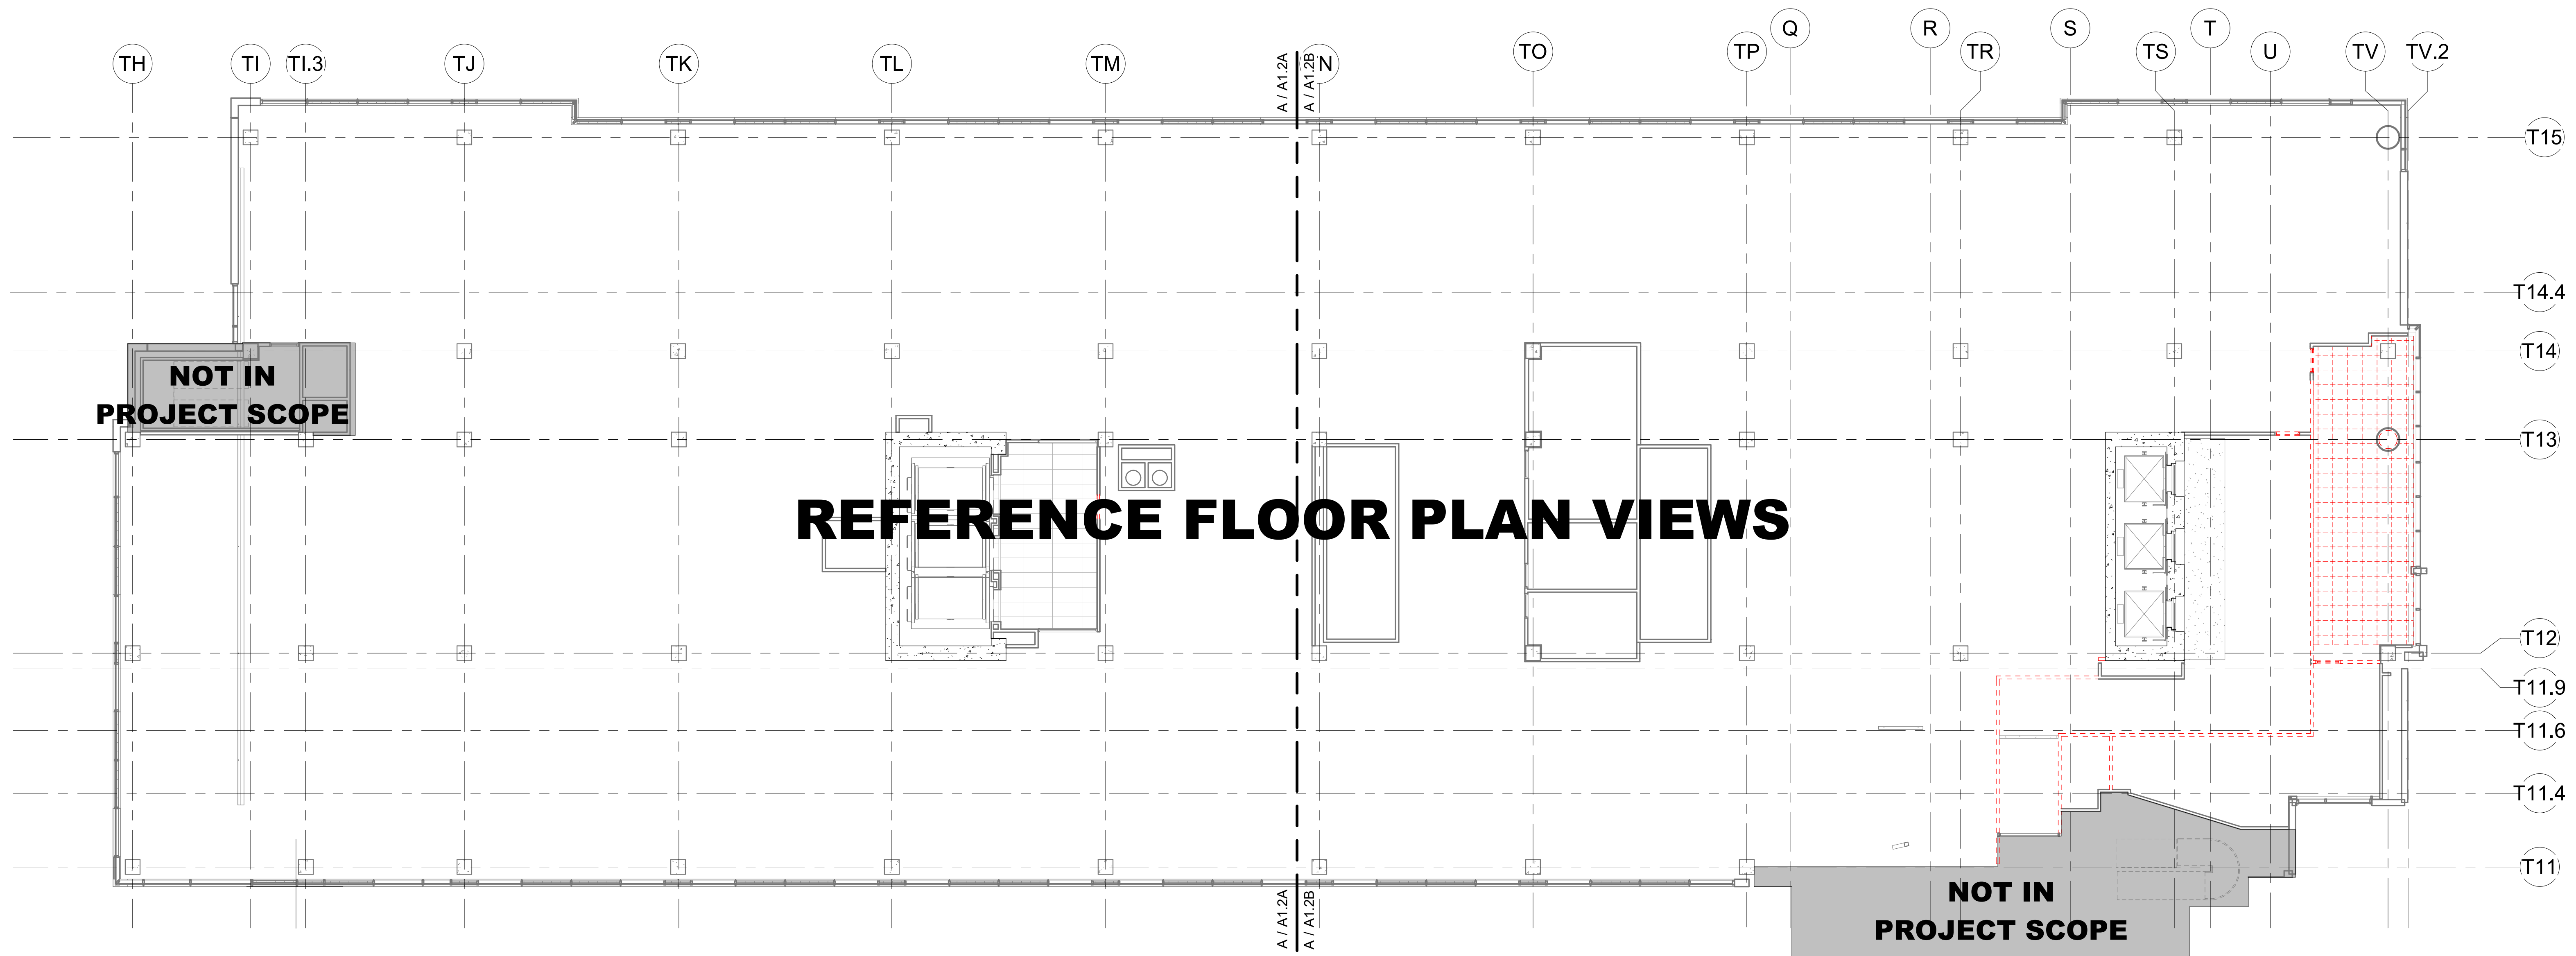 Q
R
S
T
TH
TI
TI.3
TJ
TK
TL
TM
A / A1.2A
A / A1.2B
N
TO
TP
TR
TS
U
TV
TV.2
T15
T14.4
T14
NOT IN
PROJECT SCOPE
T13
REFERENCE FLOOR PLAN VIEWS
T12
T11.9
T11.6
T11.4
T11
A / A1.2A
A / A1.2B
NOT IN
PROJECT SCOPE